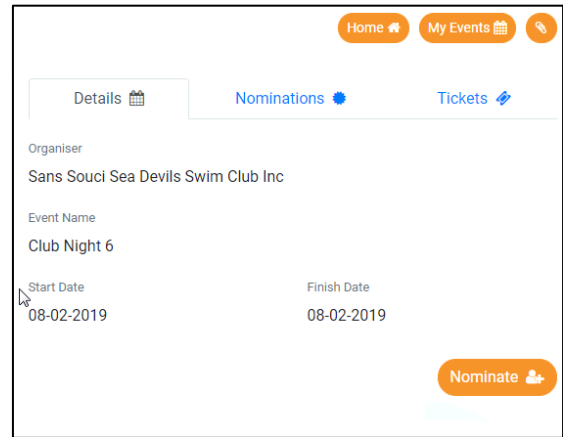 Home My Events
Details Nominations Tickets
Organiser
Sans Souci Sea Devils Swim Club Inc
Event Name
Club Night 6
Start Date Finish Date
08-02-2019 08-02-2019
Nominate